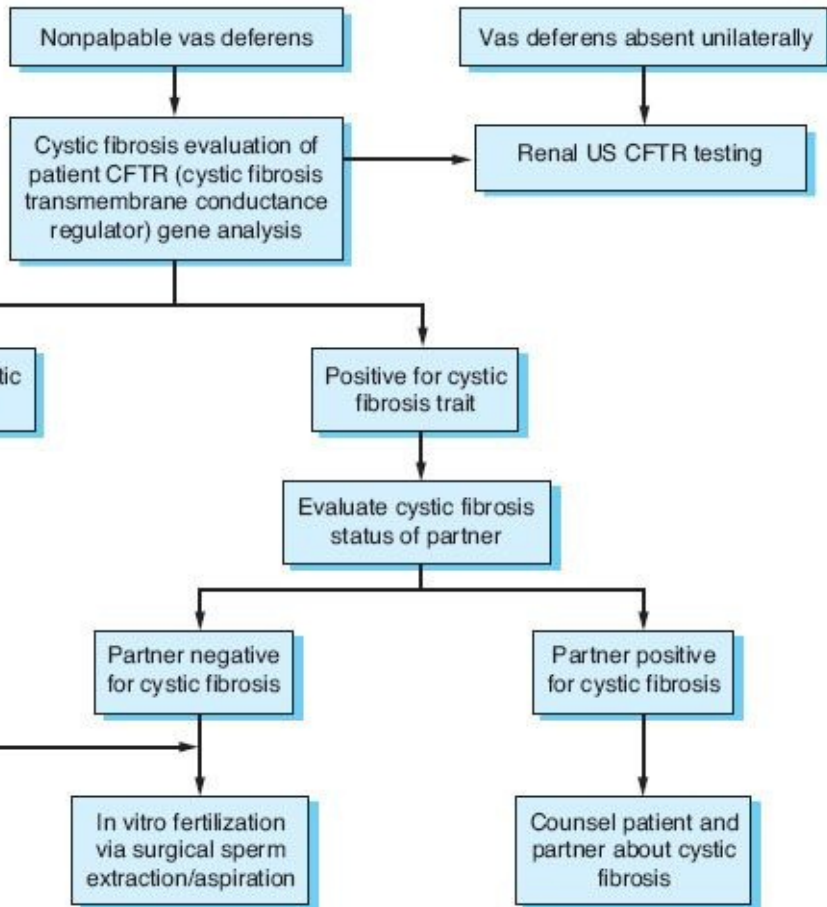 Nonpalpable vas deferens
Vas deferens absent unilaterally
Cystic fibrosis evaluation of
patient CFTR (cystic fibrosis
transmembrane conductance
regulator) gene analysis
Renal US CFTR testing
tic
Positive for cystic
fibrosis trait
Evaluate cystic fibrosis
status of partner
Partner negative
for cystic fibrosis
Partner positive
for cystic fibrosis
In vitro fertilization
via surgical sperm
extraction/aspiration
Counsel patient and
partner about cystic
fibrosis